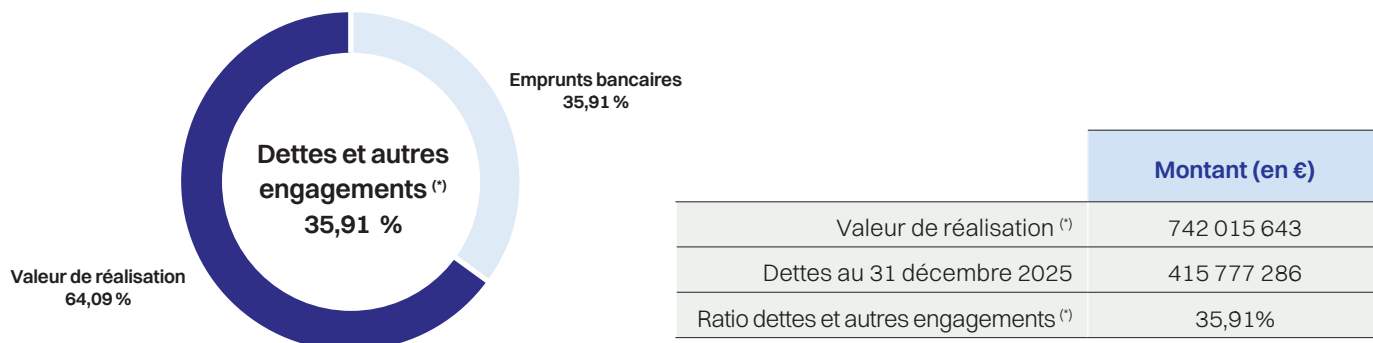 Emprunts bancaires
35,91 %
Dettes et autres
engagements (*)
35,91 %
Valeur de réalisation
64,09 %
Montant (en €)
Valeur de réalisation (*) 742 015 643
Dettes au 31 décembre 2025 415 777 286
Ratio dettes et autres engagements (*) 35,91%